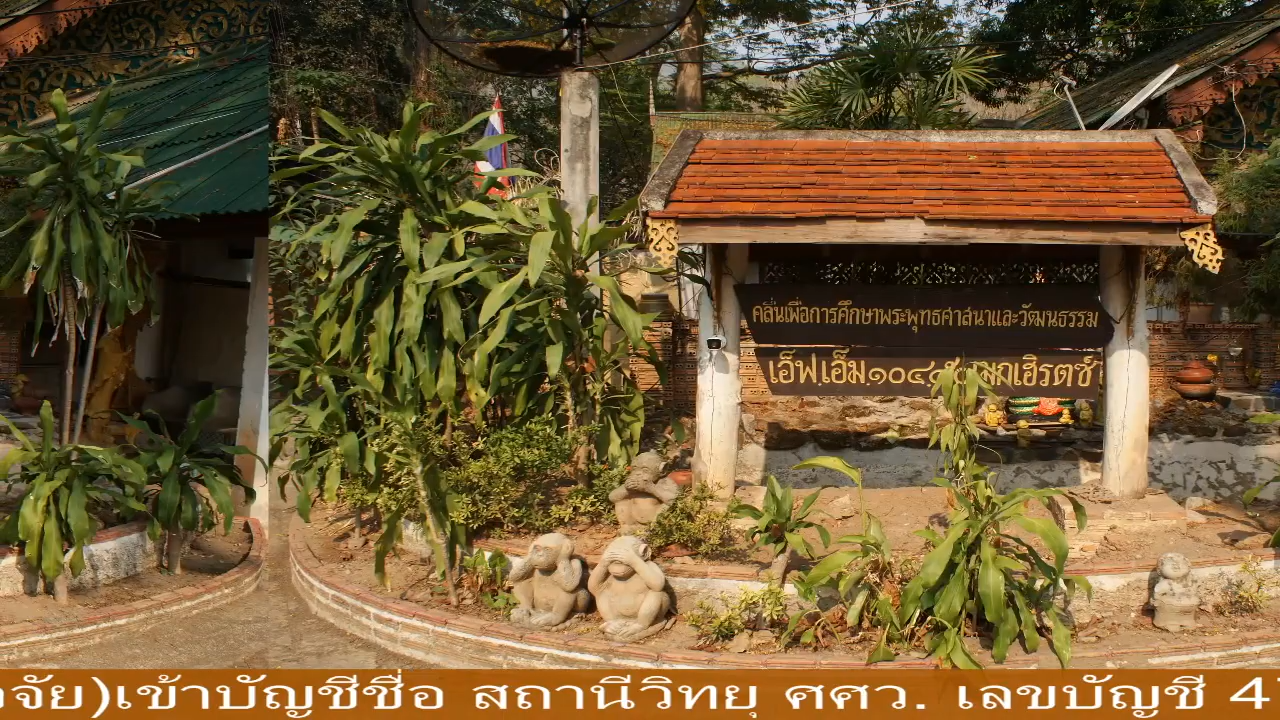 คลื่นเพื่อการศึกษาพระพุทธศาสนาและวัฒนธรรม
เอ็ฟ.เอ็ม.๑๐๔
จัย)เข้าบัญชีชื่อ สถานีวิทยุ ศศว. เลขบัญชี 4